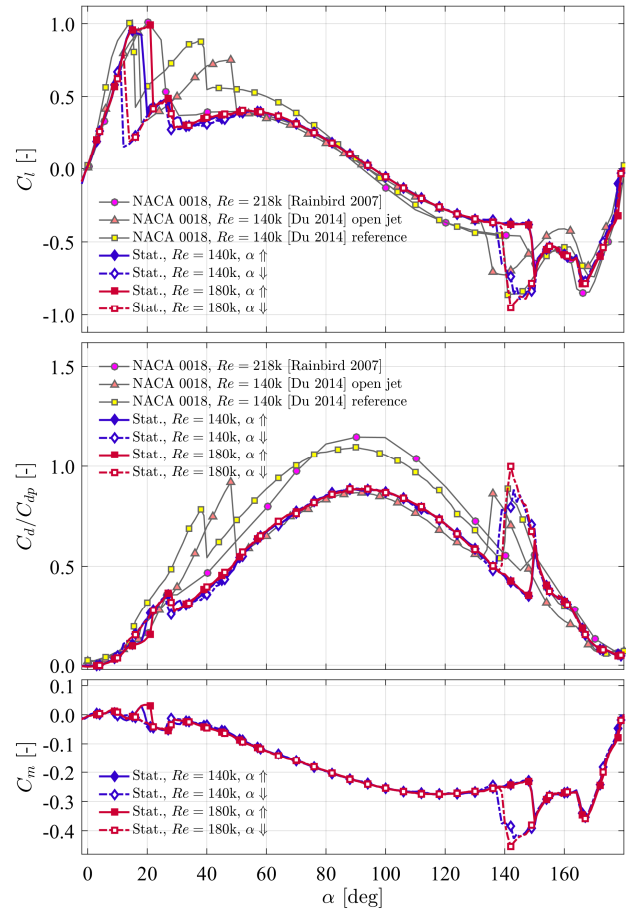 1.0
0.5
0.0
-0.5
-1.0
C_l [-]
NACA 0018, Re = 218k [Rainbird 2007]
NACA 0018, Re = 140k [Du 2014] open jet
NACA 0018, Re = 140k [Du 2014] reference
Stat., Re = 140k, α ⇑
Stat., Re = 140k, α ⇓
Stat., Re = 180k, α ⇑
Stat., Re = 180k, α ⇓
1.5
1.0
0.5
0.0
C_d/C_dp [-]
NACA 0018, Re = 218k [Rainbird 2007]
NACA 0018, Re = 140k [Du 2014] open jet
NACA 0018, Re = 140k [Du 2014] reference
Stat., Re = 140k, α ⇑
Stat., Re = 140k, α ⇓
Stat., Re = 180k, α ⇑
Stat., Re = 180k, α ⇓
0.1
0.0
-0.1
-0.2
-0.3
-0.4
C_m [-]
Stat., Re = 140k, α ⇑
Stat., Re = 140k, α ⇓
Stat., Re = 180k, α ⇑
Stat., Re = 180k, α ⇓
0 20 40 60 80 100 120 140 160
α [deg]